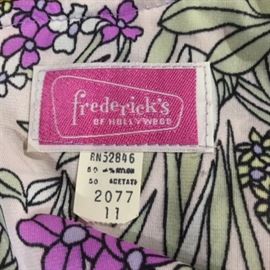 frederick's
OF HOLLYWOOD
RN52846
50 % NYLON
50 ACETATE
2077
11